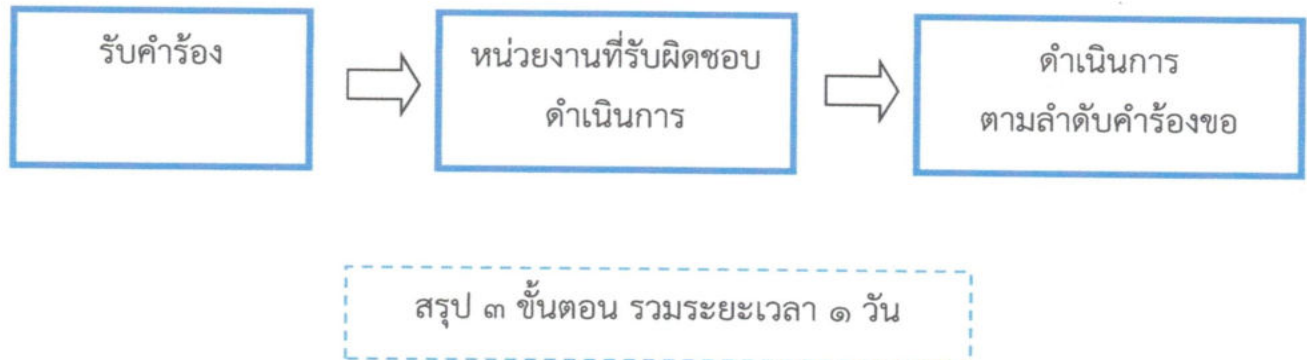 รับคำร้อง
หน่วยงานที่รับผิดชอบ
ดำเนินการ
ดำเนินการ
ตามลำดับคำร้องขอ
สรุป ๓ ขั้นตอน รวมระยะเวลา ๑ วัน